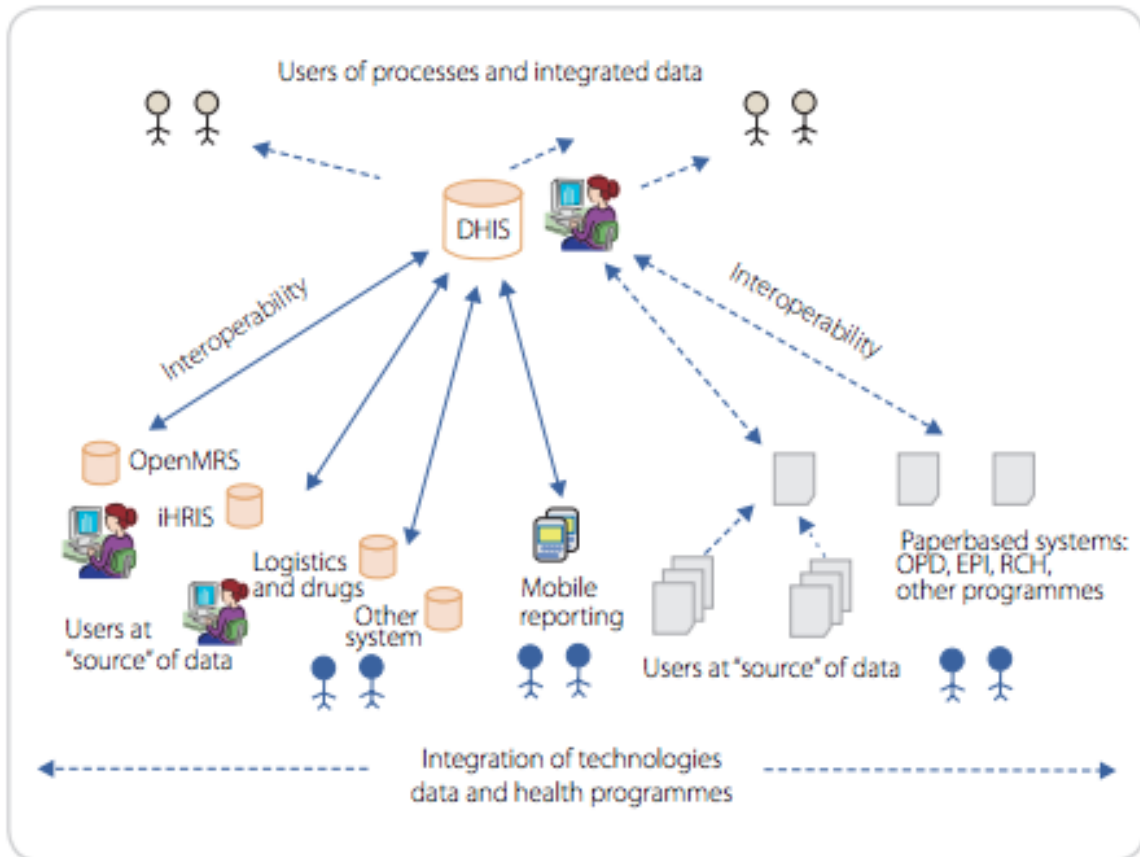 Users of processes and integrated data
DHIS
Interoperability
Interoperability
OpenMRS
iHRIS
Logistics
and drugs
Other
system
Mobile
reporting
Paperbased systems:
OPD, EPI, RCH,
other programmes
Users at
"source" of data
Users at "source" of data
Integration of technologies
data and health programmes